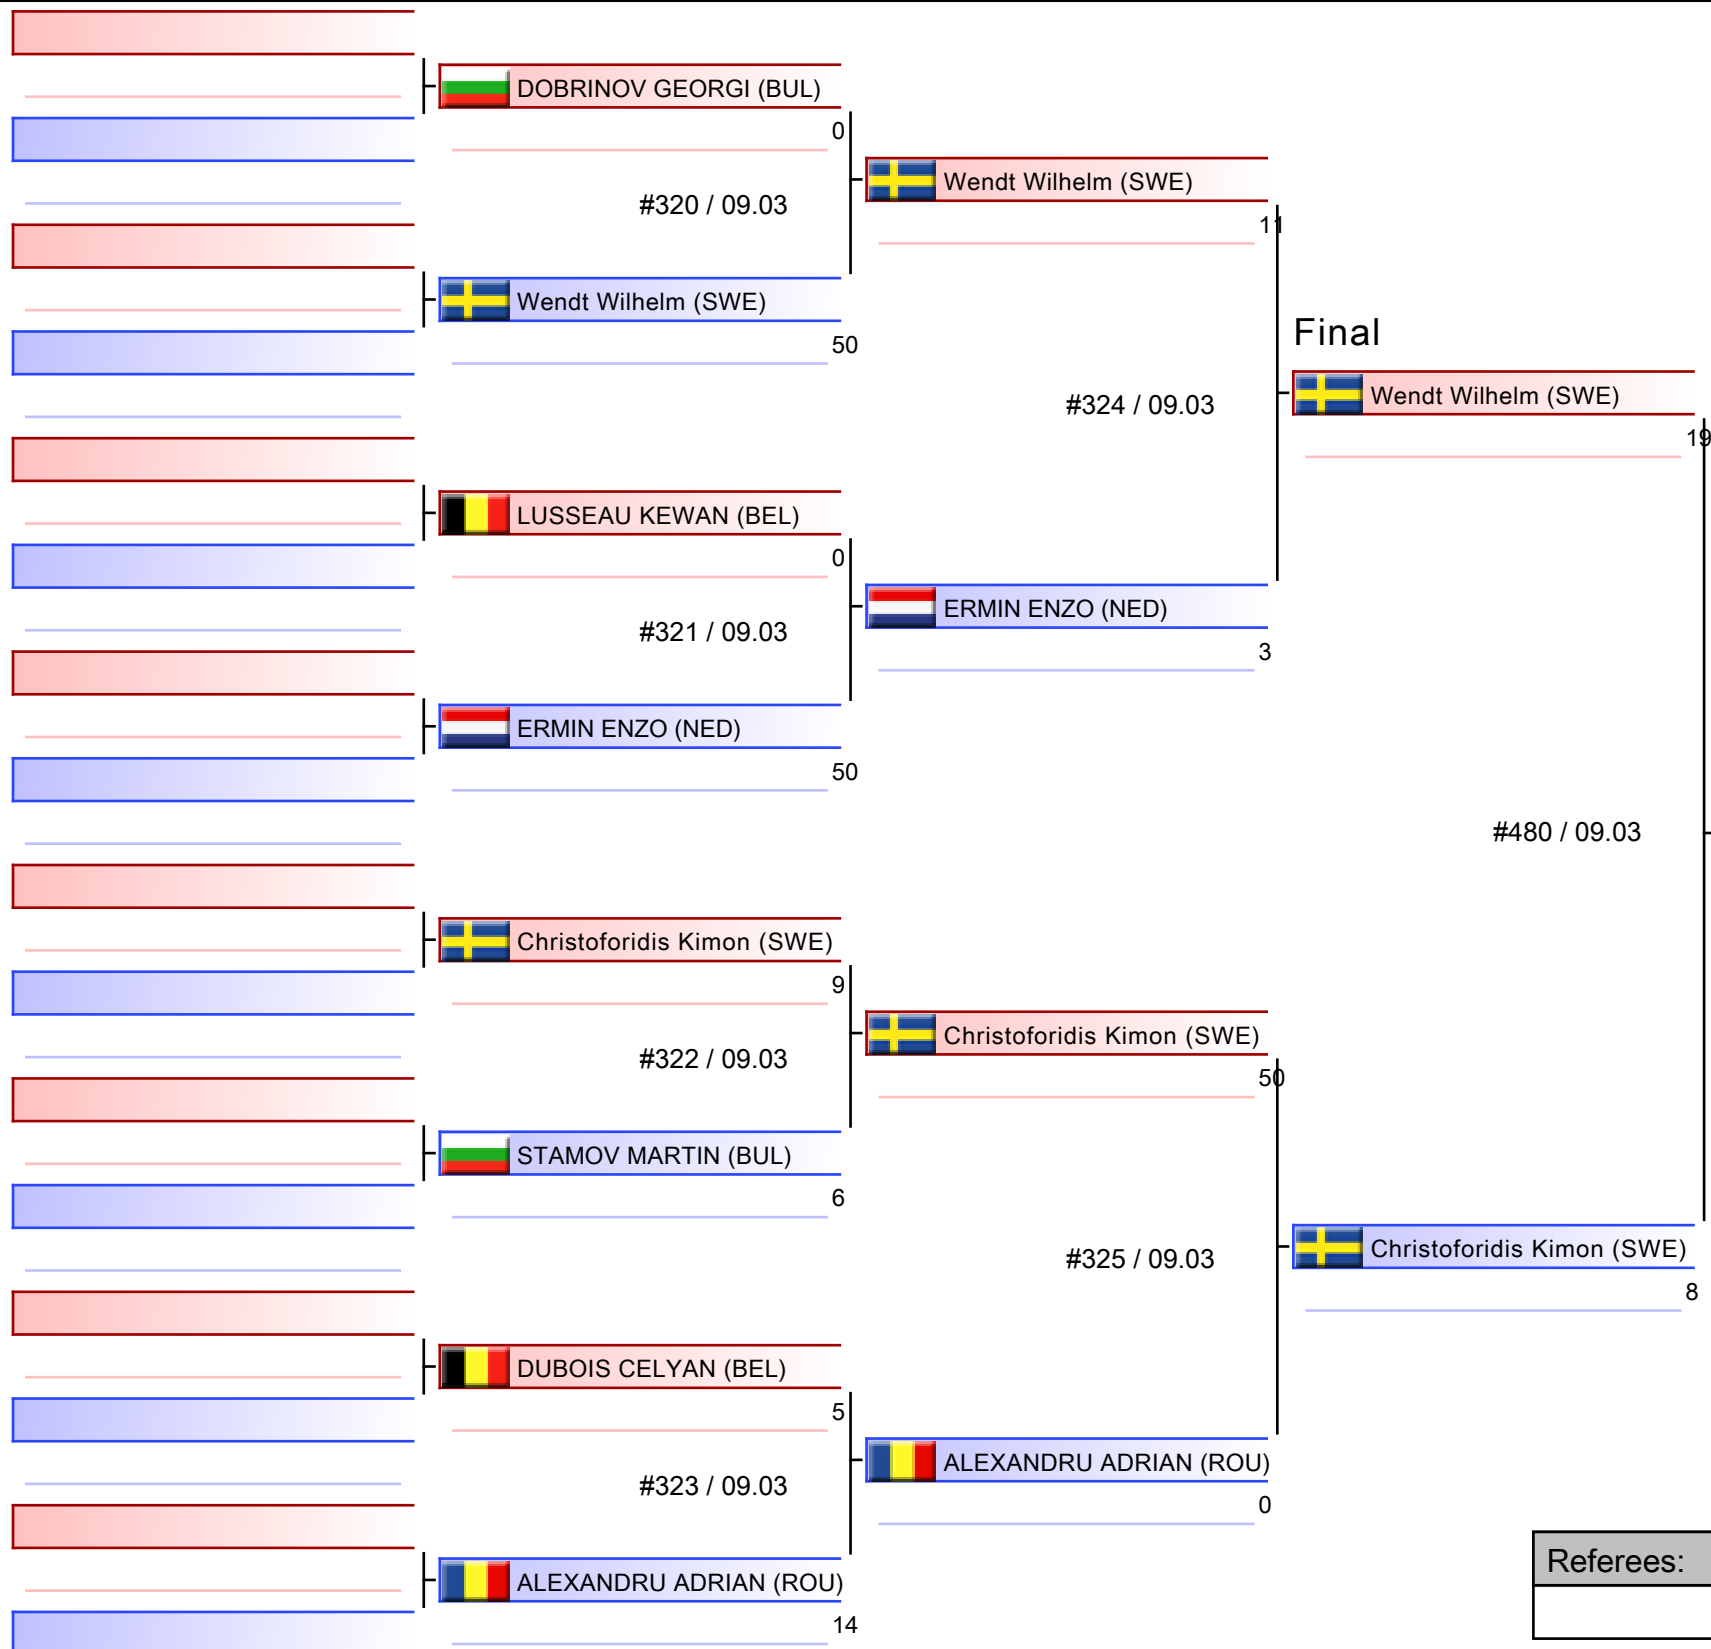 DOBRINOV GEORGI (BUL)
0
#320 / 09.03
Wendt Wilhelm (SWE)
50
LUSSEAU KEWAN (BEL)
0
#321 / 09.03
ERMIN ENZO (NED)
50
Christoforidis Kimon (SWE)
9
#322 / 09.03
STAMOV MARTIN (BUL)
6
DUBOIS CELYAN (BEL)
5
#323 / 09.03
ALEXANDRU ADRIAN (ROU)
14
Wendt Wilhelm (SWE)
11
#324 / 09.03
ERMIN ENZO (NED)
3
Christoforidis Kimon (SWE)
50
#325 / 09.03
ALEXANDRU ADRIAN (ROU)
0
Final
Wendt Wilhelm (SWE)
19
#480 / 09.03
Christoforidis Kimon (SWE)
8
Referees: